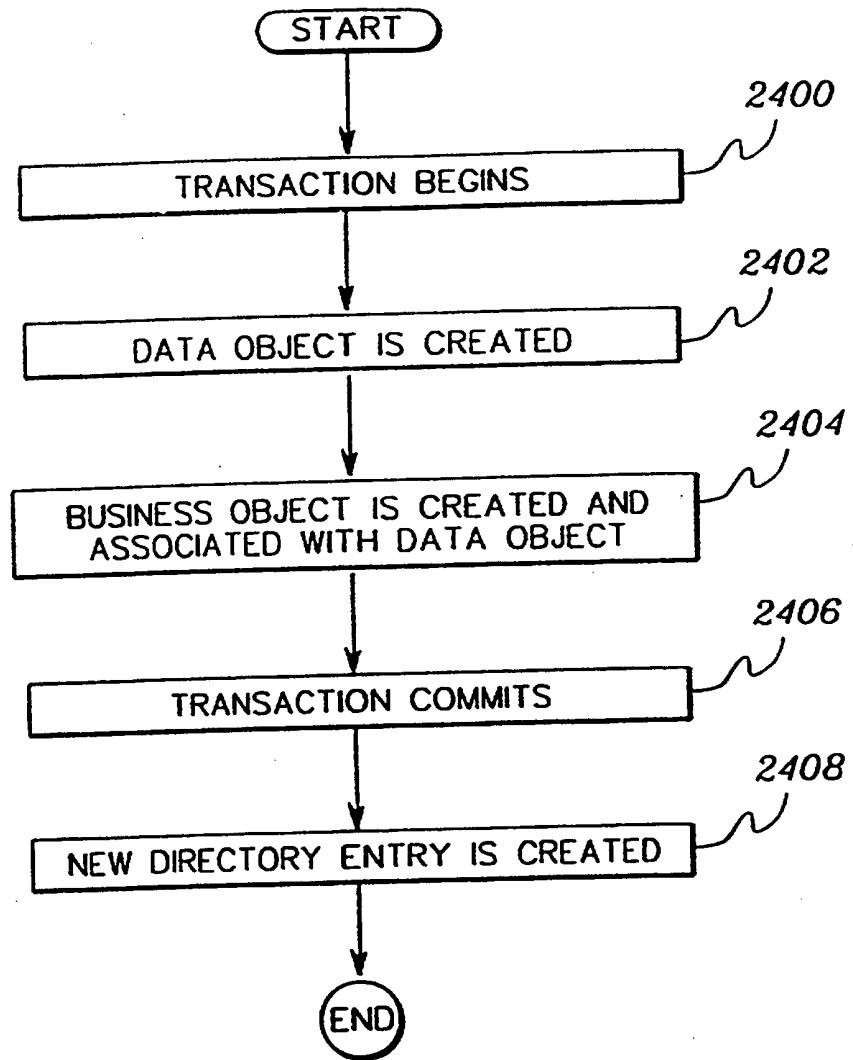 START
2400
TRANSACTION BEGINS
2402
DATA OBJECT IS CREATED
2404
BUSINESS OBJECT IS CREATED AND
ASSOCIATED WITH DATA OBJECT
2406
TRANSACTION COMMITS
2408
NEW DIRECTORY ENTRY IS CREATED
END